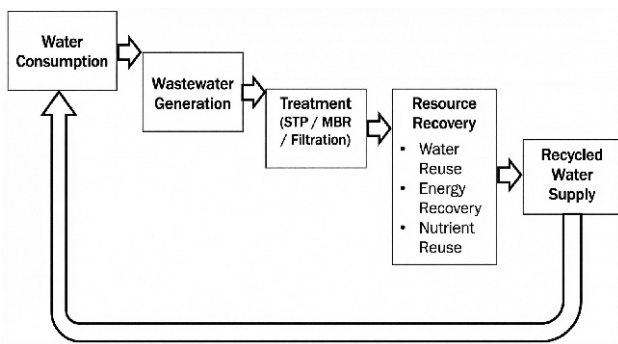 Water
Consumption
Wastewater
Generation
Treatment
(STP / MBR
/ Filtration)
Resource
Recovery
• Water
Reuse
• Energy
Recovery
• Nutrient
Reuse
Recycled
Water
Supply